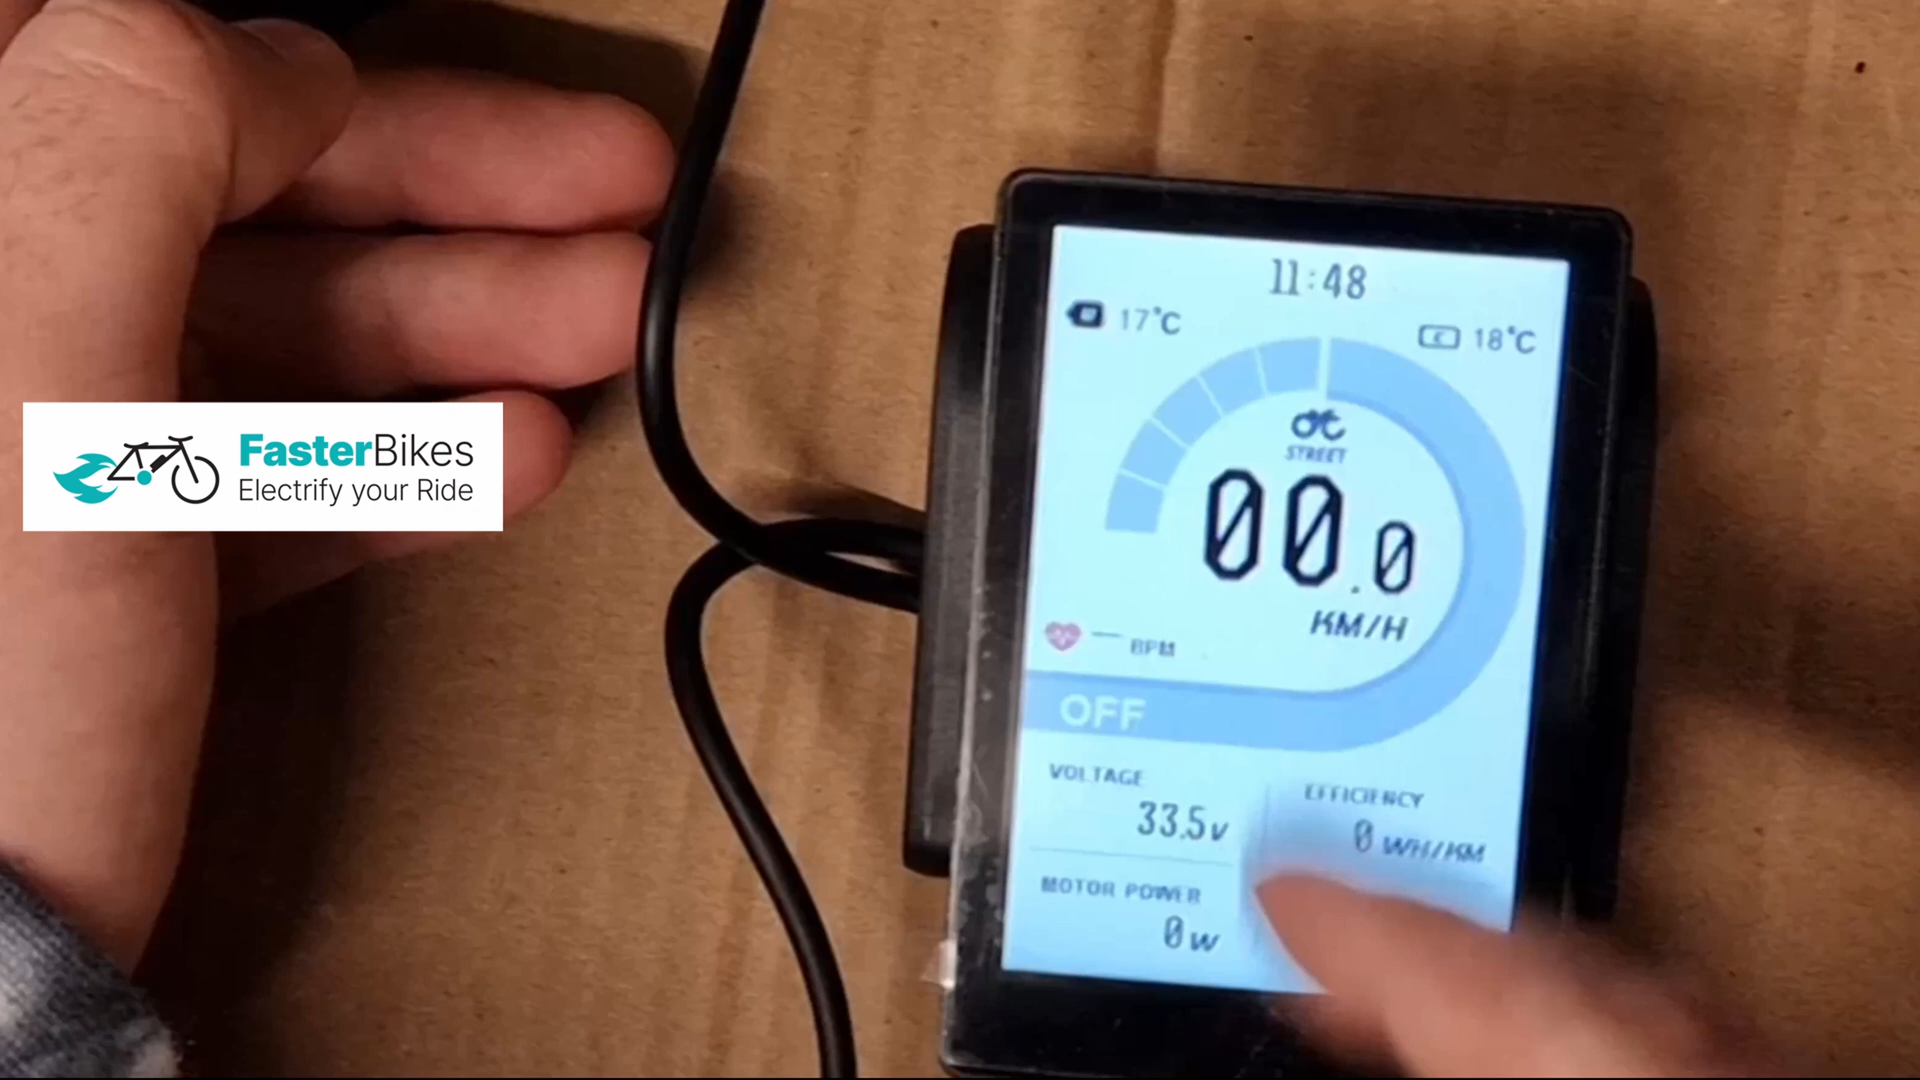 FasterBikes
Electrify your Ride
11:48
17°C
18°C
STREET
00.0
KM/H
BPM
OFF
VOLTAGE
33.5v
EFFICIENCY
0 WH/KM
MOTOR POWER
0w